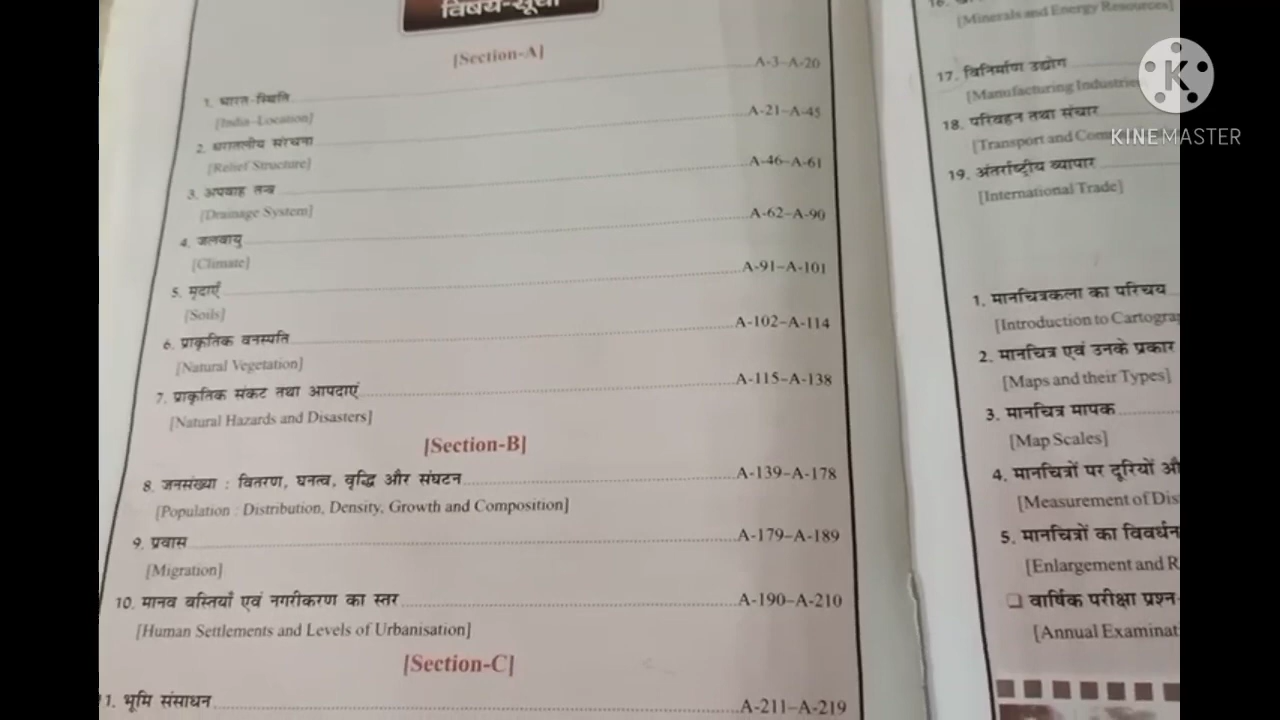 विषय-सूची
[Section-A]
1. भारत-स्थिति A-3–A-20
[India–Location]
2. धरातलीय संरचना A-21–A-45
[Relief Structure]
3. अपवाह तन्त्र A-46–A-61
[Drainage System]
4. जलवायु A-62–A-90
[Climate]
5. मृदाएँ A-91–A-101
[Soils]
6. प्राकृतिक वनस्पति A-102–A-114
[Natural Vegetation]
7. प्राकृतिक संकट तथा आपदाएं A-115–A-138
[Natural Hazards and Disasters]
[Section-B]
8. जनसंख्या : वितरण, घनत्व, वृद्धि और संघटन A-139–A-178
[Population : Distribution, Density, Growth and Composition]
9. प्रवास A-179–A-189
[Migration]
10. मानव बस्तियाँ एवं नगरीकरण का स्तर A-190–A-210
[Human Settlements and Levels of Urbanisation]
[Section-C]
1. भूमि संसाधन A-211–A-219
16.
[Minerals and Energy Resources]
17. विनिर्माण उद्योग
[Manufacturing Industries
18. परिवहन तथा संचार
[Transport and Com
19. अंतर्राष्ट्रीय व्यापार
[International Trade]
1. मानचित्रकला का परिचय
[Introduction to Cartogra
2. मानचित्र एवं उनके प्रकार
[Maps and their Types]
3. मानचित्र मापक
[Map Scales]
4. मानचित्रों पर दूरियों औ
[Measurement of Dis
5. मानचित्रों का विवर्धन
[Enlargement and R
❑ वार्षिक परीक्षा प्रश्न-
[Annual Examinat
K
KINEMASTER